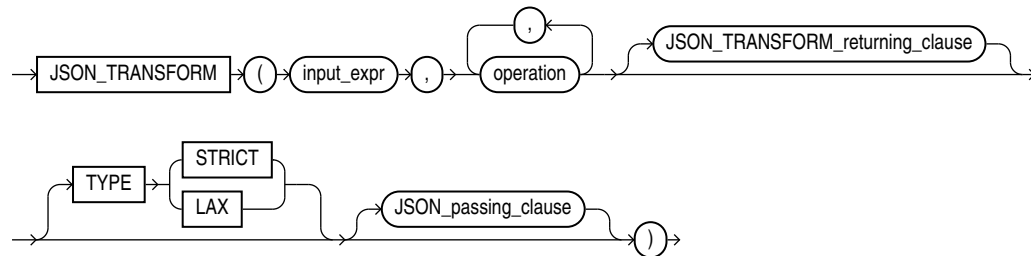 ,
JSON_TRANSFORM_returning_clause
JSON_TRANSFORM ( input_expr , operation
STRICT
TYPE
LAX
JSON_passing_clause
)